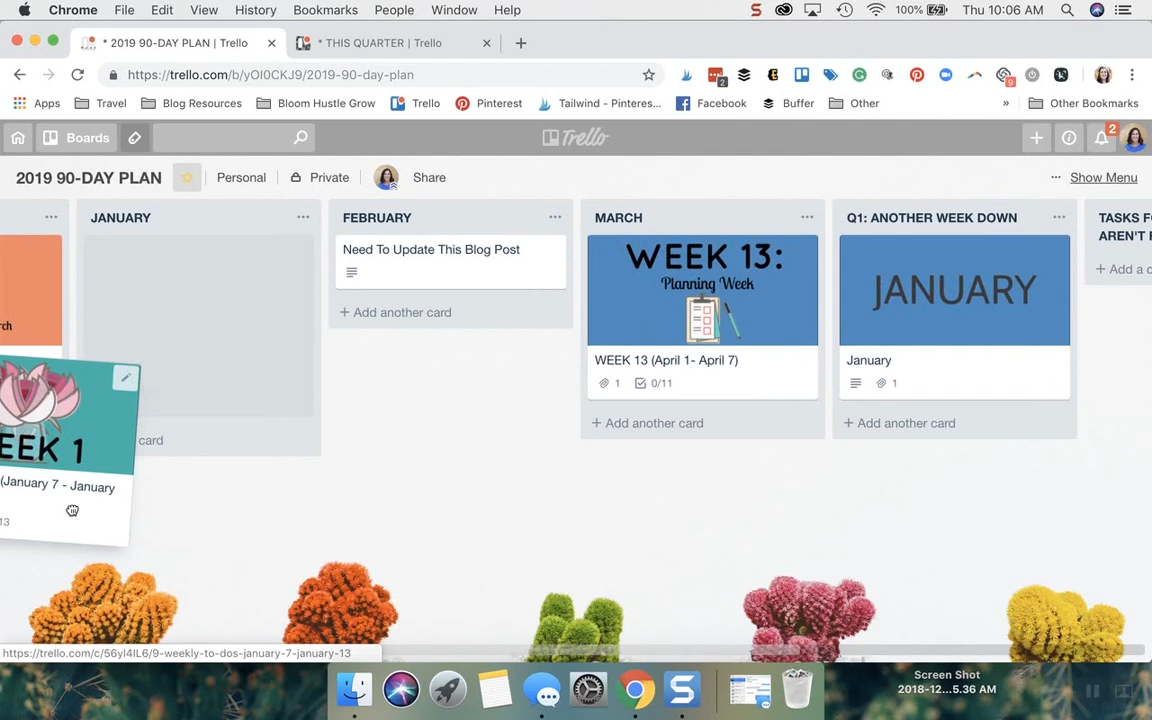 Chrome File Edit View History Bookmarks People Window Help 100% Thu 10:06 AM
* 2019 90-DAY PLAN | Trello * THIS QUARTER | Trello
https://trello.com/b/yOI0CKJ9/2019-90-day-plan
2 9
Apps Travel Blog Resources Bloom Hustle Grow Trello Pinterest Tailwind - Pinteres... Facebook Buffer Other » Other Bookmarks
Boards Trello 2
2019 90-DAY PLAN Personal Private Share ... Show Menu
JANUARY FEBRUARY MARCH Q1: ANOTHER WEEK DOWN TASKS F
AREN'T
Need To Update This Blog Post
+ Add another card
WEEK 13:
Planning Week
WEEK 13 (April 1- April 7)
1 0/11
+ Add another card
JANUARY
January
1
+ Add another card
+ Add a c
rch
EEK 1
(January 7 - January
13
card
https://trello.com/c/56yl4IL6/9-weekly-to-dos-january-7-january-13
Screen Shot
2018-12...5.36 AM